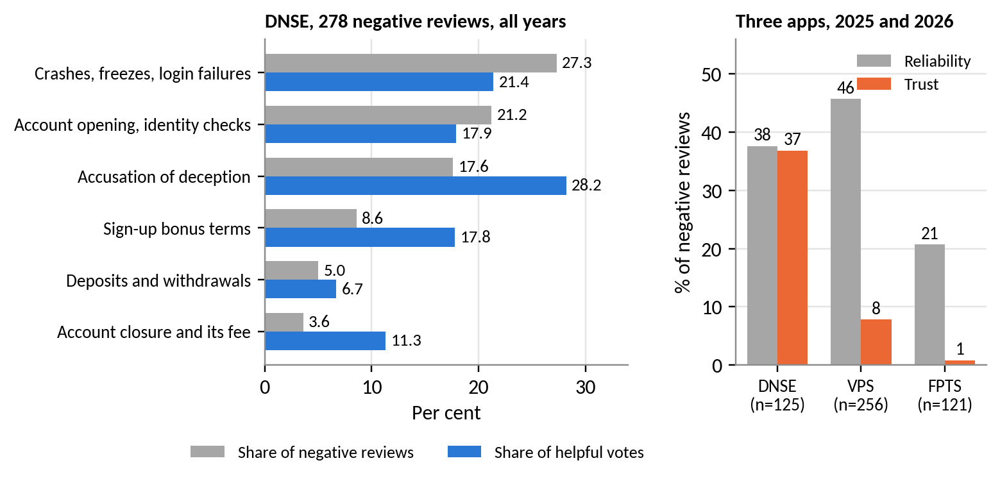 DNSE, 278 negative reviews, all years
Crashes, freezes, login failures
27.3
21.4
Account opening, identity checks
21.2
17.9
Accusation of deception
17.6
28.2
Sign-up bonus terms
8.6
17.8
Deposits and withdrawals
5.0
6.7
Account closure and its fee
3.6
11.3
0 10 20 30
Per cent
Share of negative reviews
Share of helpful votes
Three apps, 2025 and 2026
Reliability
Trust
% of negative reviews
50
40
30
20
10
0
38 37
46 8
21 1
DNSE
(n=125)
VPS
(n=256)
FPTS
(n=121)